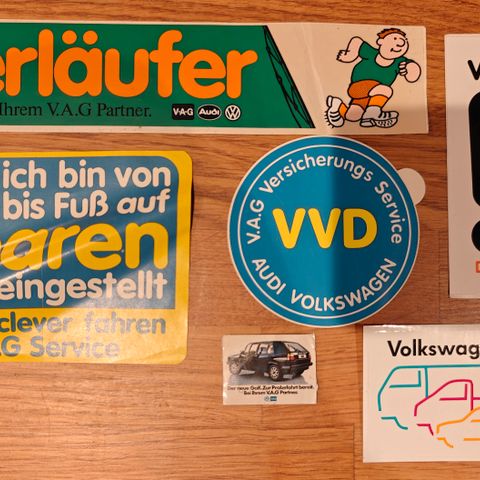 erläufer
Ihrem V.A.G Partner.
V·A·G Audi
ich bin von
bis Fuß auf
aren
eingestellt
clever fahren
.G Service
V.A.G Versicherungs Service
VVD
AUDI VOLKSWAGEN
Der neue Golf. Zur Probefahrt bereit.
Bei Ihrem V.A.G Partner.
V
D
Volkswag